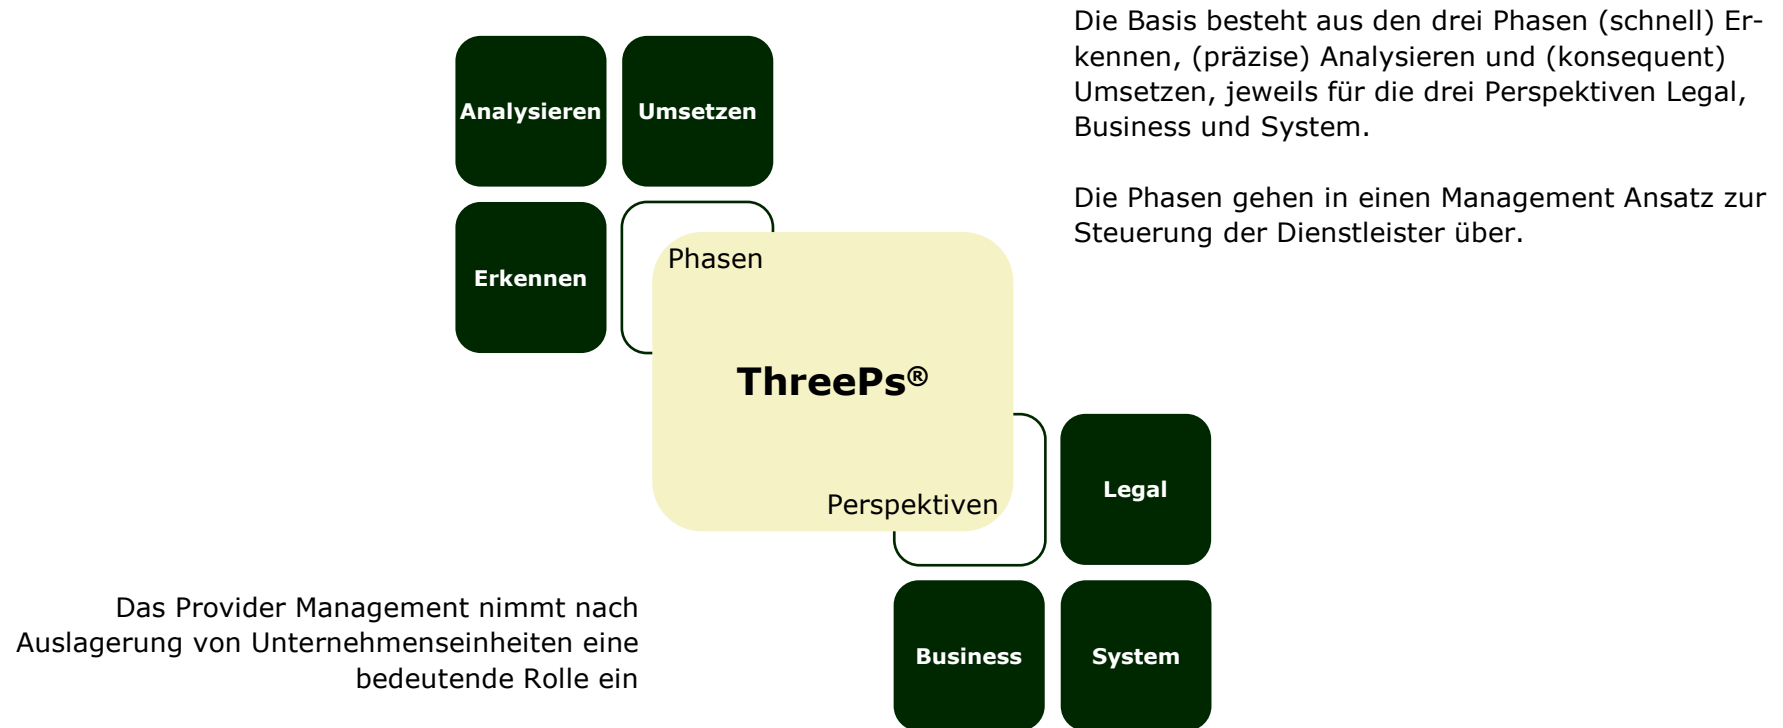 Die Basis besteht aus den drei Phasen (schnell) Er-
kennen, (präzise) Analysieren und (konsequent)
Umsetzen, jeweils für die drei Perspektiven Legal,
Business und System.
Die Phasen gehen in einen Management Ansatz zur
Steuerung der Dienstleister über.
Analysieren
Umsetzen
Erkennen
Phasen
ThreePs®
Perspektiven
Legal
Business
System
Das Provider Management nimmt nach
Auslagerung von Unternehmenseinheiten eine
bedeutende Rolle ein